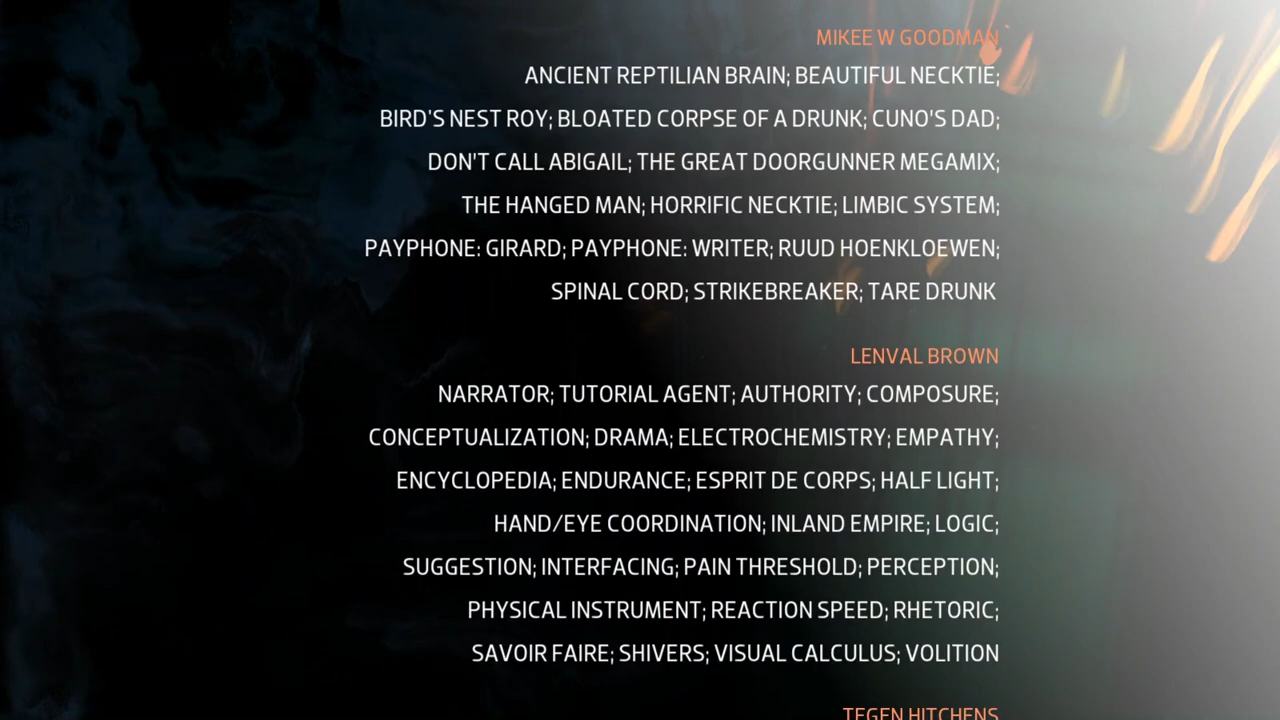 MIKEE W GOODMAN
ANCIENT REPTILIAN BRAIN; BEAUTIFUL NECKTIE;
BIRD'S NEST ROY; BLOATED CORPSE OF A DRUNK; CUNO'S DAD;
DON'T CALL ABIGAIL; THE GREAT DOORGUNNER MEGAMIX;
THE HANGED MAN; HORRIFIC NECKTIE; LIMBIC SYSTEM;
PAYPHONE: GIRARD; PAYPHONE: WRITER; RUUD HOENKLOEWEN;
SPINAL CORD; STRIKEBREAKER; TARE DRUNK
LENVAL BROWN
NARRATOR; TUTORIAL AGENT; AUTHORITY; COMPOSURE;
CONCEPTUALIZATION; DRAMA; ELECTROCHEMISTRY; EMPATHY;
ENCYCLOPEDIA; ENDURANCE; ESPRIT DE CORPS; HALF LIGHT;
HAND/EYE COORDINATION; INLAND EMPIRE; LOGIC;
SUGGESTION; INTERFACING; PAIN THRESHOLD; PERCEPTION;
PHYSICAL INSTRUMENT; REACTION SPEED; RHETORIC;
SAVOIR FAIRE; SHIVERS; VISUAL CALCULUS; VOLITION
TEGEN HITCHENS